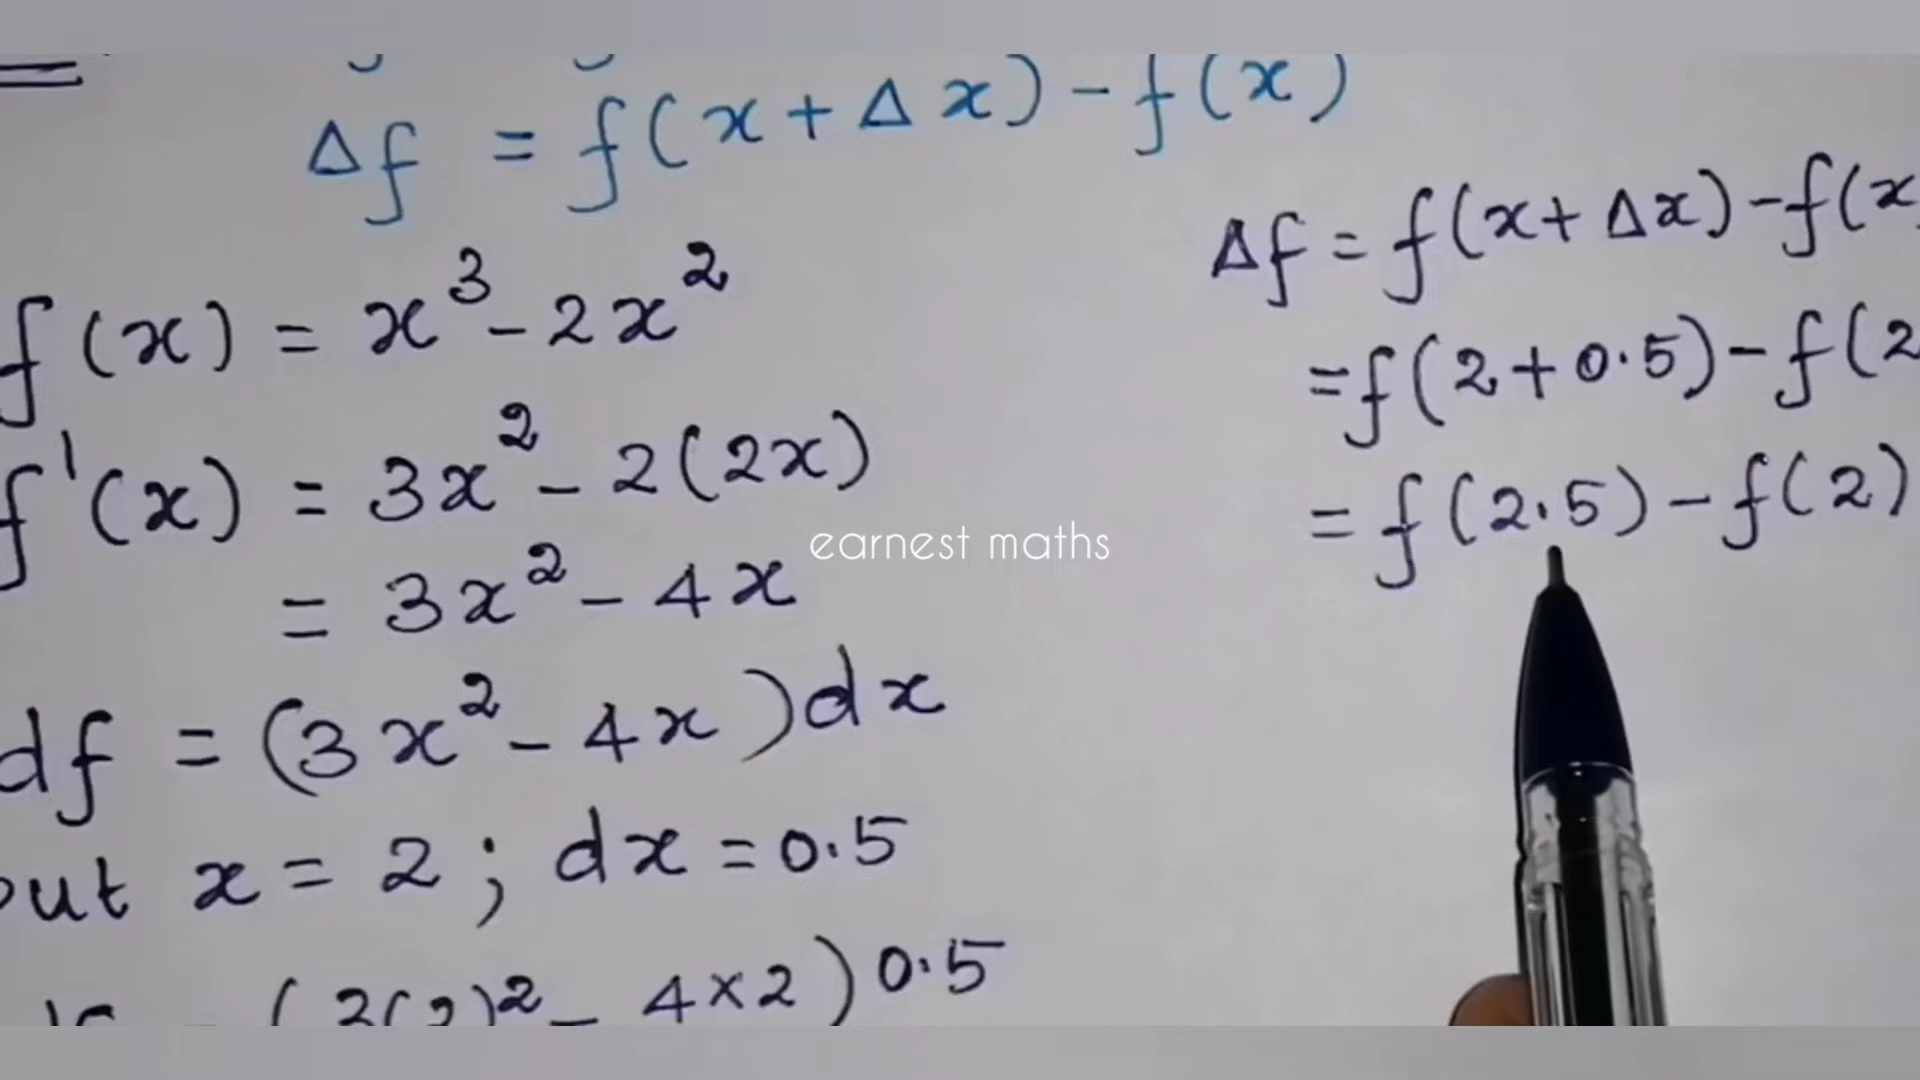 Δf = f(x + Δx) - f(x)
f(x) = x³ - 2x²
f'(x) = 3x² - 2(2x)
= 3x² - 4x
df = (3x² - 4x)dx
x = 2 ; dx = 0.5
(3(2)² - 4×2) 0.5
Δf = f(x + Δx) - f(x
= f(2 + 0.5) - f(2
= f(2.5) - f(2)
earnest maths